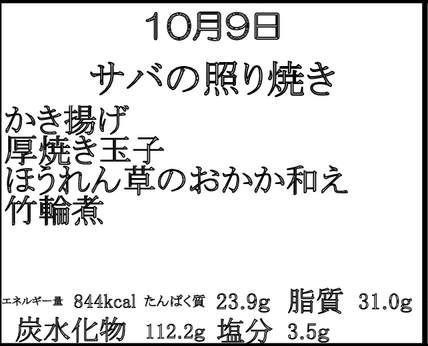 10月9日
サバの照り焼き
かき揚げ
厚焼き玉子
ほうれん草のおかか和え
竹輪煮
エネルギー量 844kcal たんぱく質 23.9g 脂質 31.0g
炭水化物 112.2g 塩分 3.5g